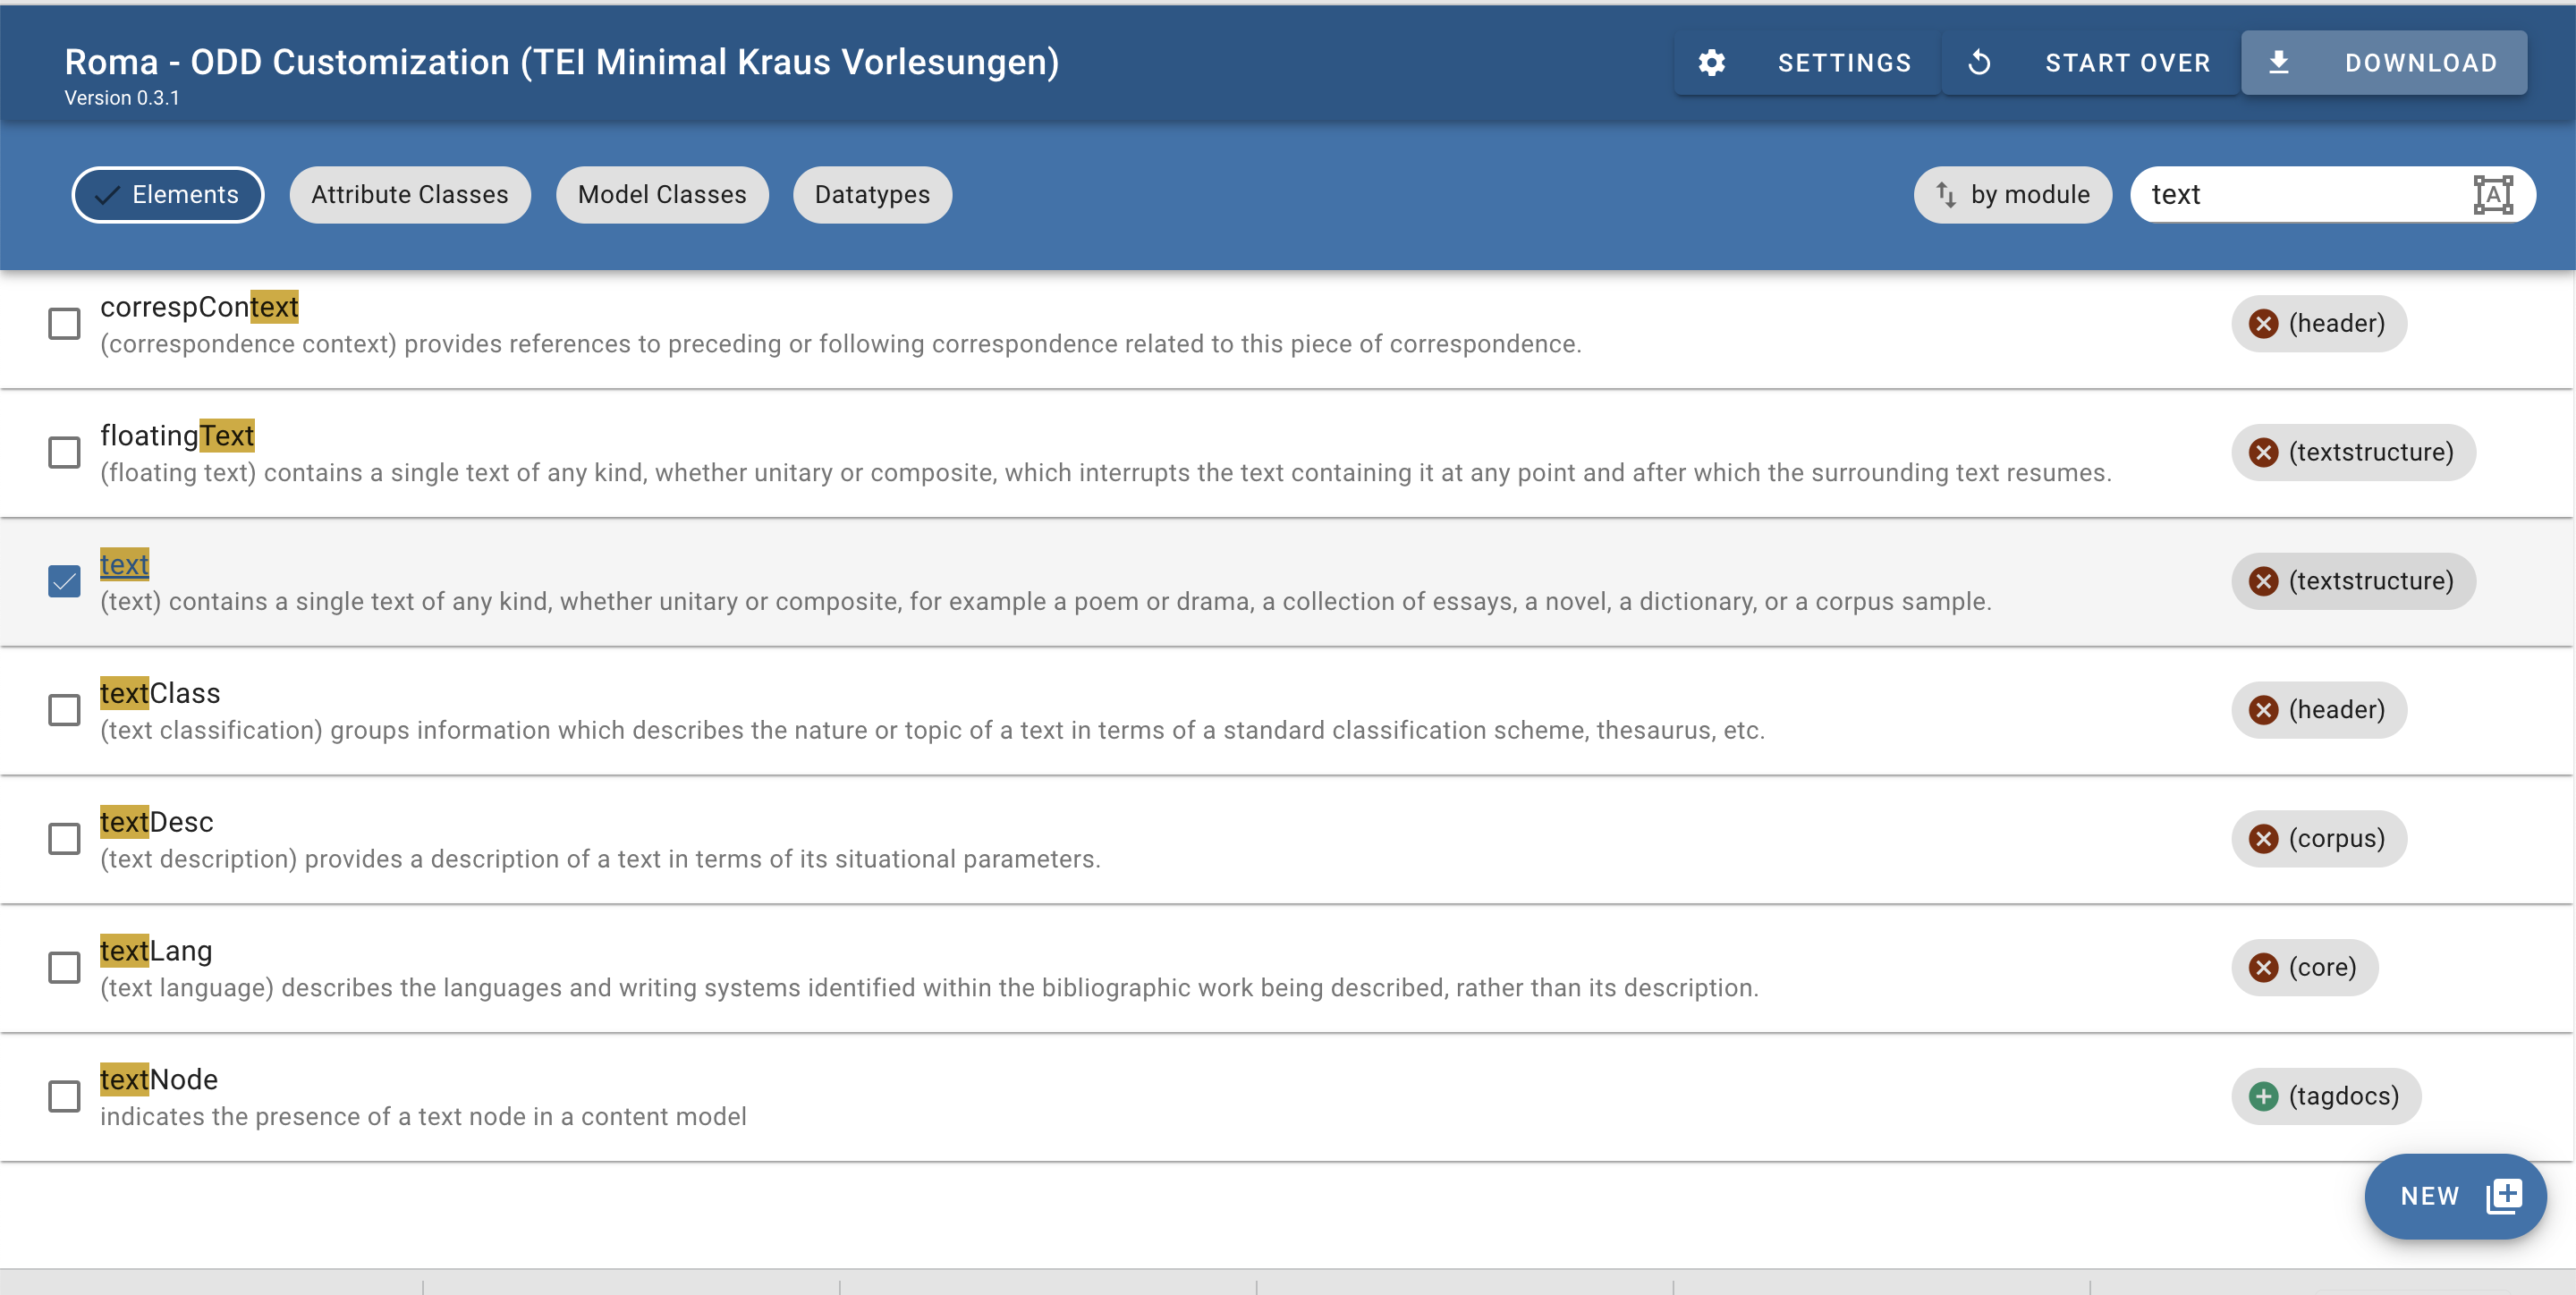 Roma - ODD Customization (TEI Minimal Kraus Vorlesungen)
Version 0.3.1
SETTINGS
START OVER
DOWNLOAD
Elements
Attribute Classes
Model Classes
Datatypes
by module
text
A
correspContext
(header)
(correspondence context) provides references to preceding or following correspondence related to this piece of correspondence.
floatingText
(textstructure)
(floating text) contains a single text of any kind, whether unitary or composite, which interrupts the text containing it at any point and after which the surrounding text resumes.
text
(textstructure)
(text) contains a single text of any kind, whether unitary or composite, for example a poem or drama, a collection of essays, a novel, a dictionary, or a corpus sample.
textClass
(header)
(text classification) groups information which describes the nature or topic of a text in terms of a standard classification scheme, thesaurus, etc.
textDesc
(corpus)
(text description) provides a description of a text in terms of its situational parameters.
textLang
(core)
(text language) describes the languages and writing systems identified within the bibliographic work being described, rather than its description.
textNode
(tagdocs)
indicates the presence of a text node in a content model
NEW